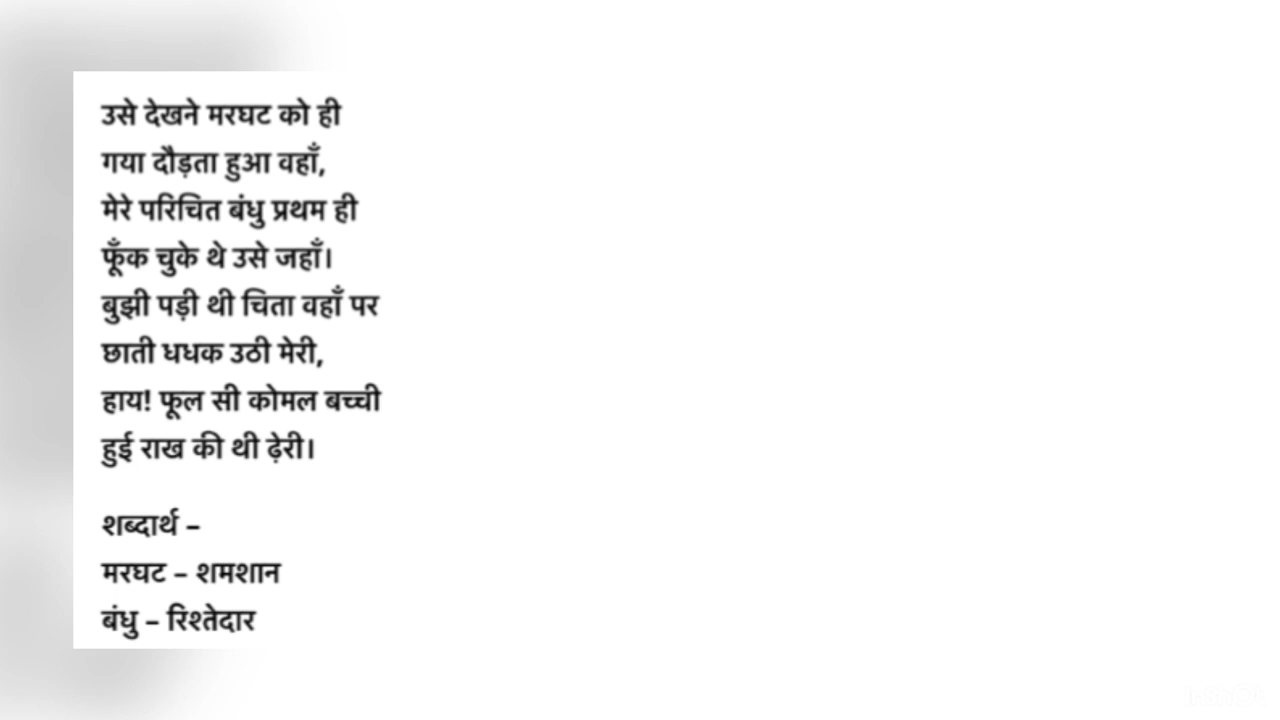 उसे देखने मरघट को ही
गया दौड़ता हुआ वहाँ,
मेरे परिचित बंधु प्रथम ही
फूँक चुके थे उसे जहाँ।
बुझी पड़ी थी चिता वहाँ पर
छाती धधक उठी मेरी,
हाय! फूल सी कोमल बच्ची
हुई राख की थी ढ़ेरी।
शब्दार्थ –
मरघट – शमशान
बंधु – रिश्तेदार